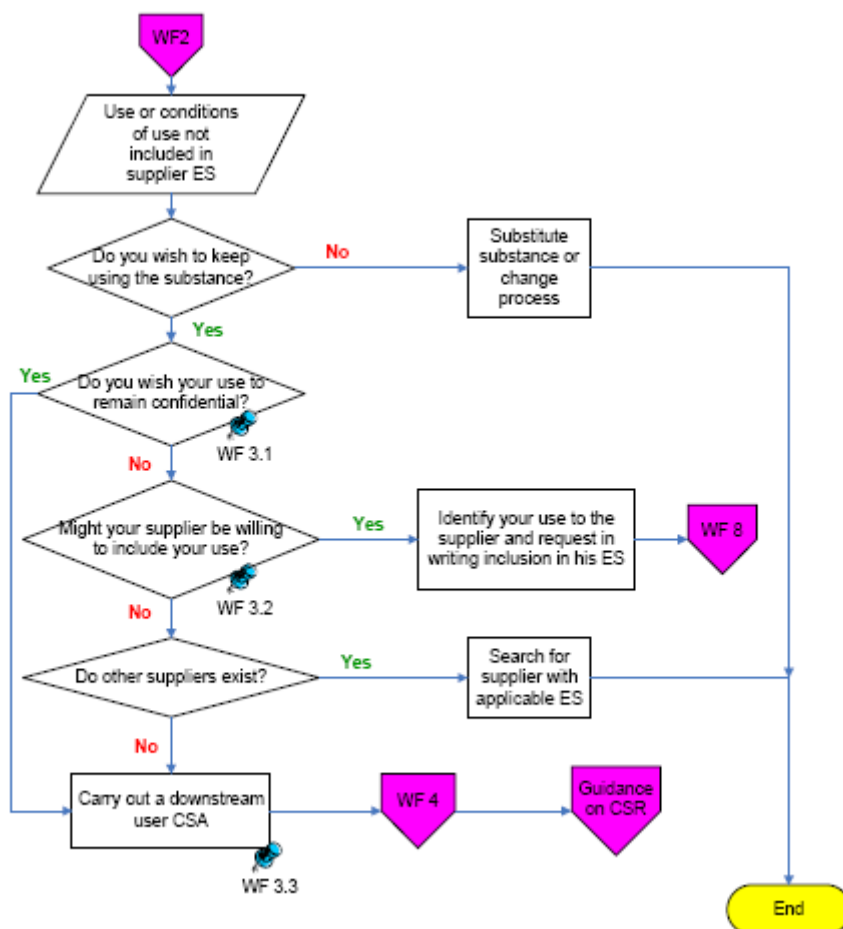 WF2
Use or conditions
of use not
included in
supplier ES
Do you wish to keep
using the substance?
No
Substitute
substance or
change
process
Yes
Yes
Do you wish your use to
remain confidential?
WF 3.1
No
Might your supplier be willing
to include your use?
Yes
Identify your use to the
supplier and request in
writing inclusion in his ES
WF 8
WF 3.2
No
Do other suppliers exist?
Yes
Search for
supplier with
applicable ES
No
Carry out a downstream
user CSA
WF 4
Guidance
on CSR
WF 3.3
End